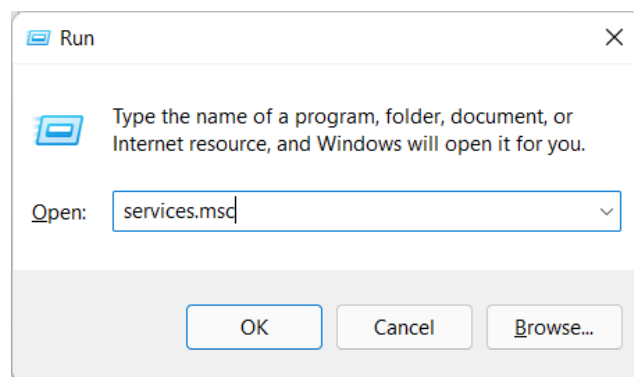 Run
Type the name of a program, folder, document, or
Internet resource, and Windows will open it for you.
Open: services.msc
OK Cancel Browse...